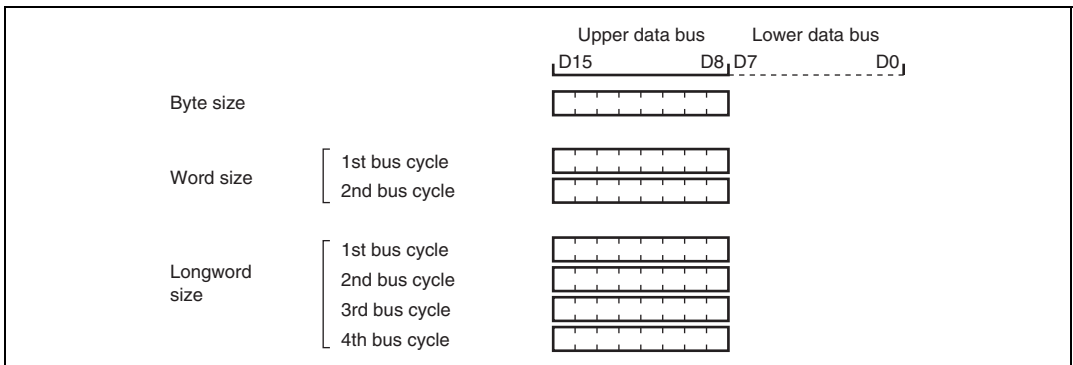 Upper data bus Lower data bus
D15 D8 D7 D0
Byte size
Word size
1st bus cycle
2nd bus cycle
Longword
size
1st bus cycle
2nd bus cycle
3rd bus cycle
4th bus cycle